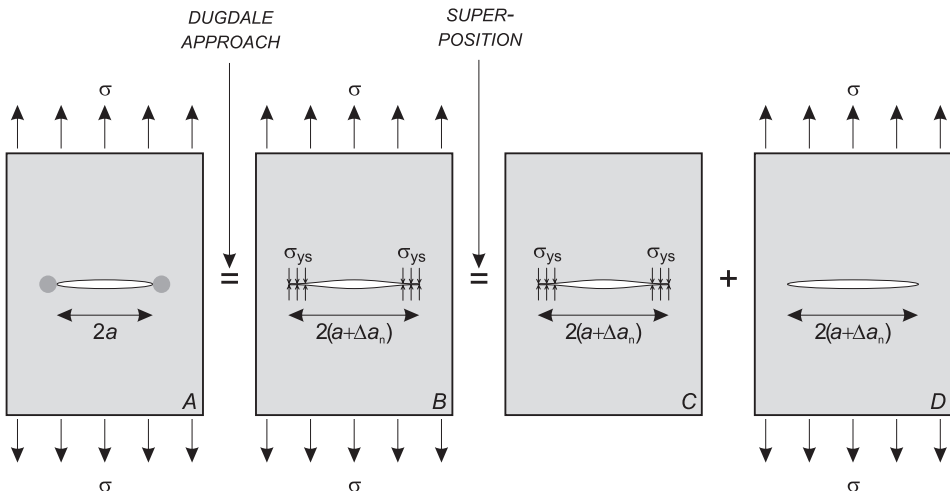 DUGDALE
APPROACH
SUPER-
POSITION
σ
σ
σ
σys
σys
=
=
σys
σys
+
2a
2(a+Δan)
2(a+Δan)
2(a+Δan)
A
B
C
D
σ
σ
σ